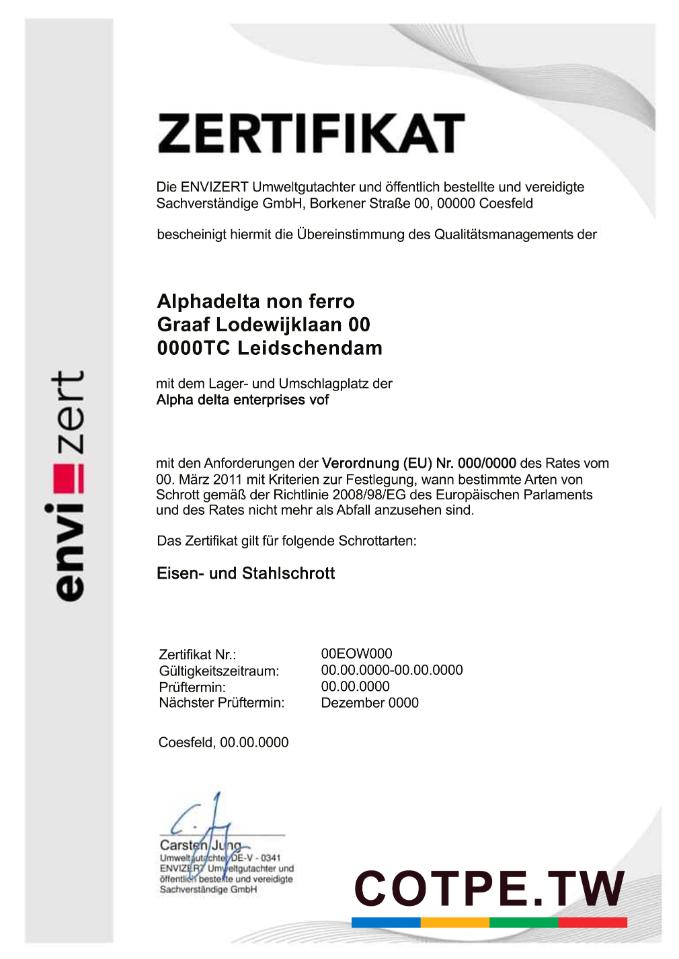 ZERTIFIKAT
Die ENVIZERT Umweltgutachter und öffentlich bestellte und vereidigte
Sachverständige GmbH, Borkener Straße 00, 00000 Coesfeld
bescheinigt hiermit die Übereinstimmung des Qualitätsmanagements der
Alphadelta non ferro
Graaf Lodewijklaan 00
0000TC Leidschendam
mit dem Lager- und Umschlagplatz der
Alpha delta enterprises vof
envizert
mit den Anforderungen der Verordnung (EU) Nr. 000/0000 des Rates vom
00. März 2011 mit Kriterien zur Festlegung, wann bestimmte Arten von
Schrott gemäß der Richtlinie 2008/98/EG des Europäischen Parlaments
und des Rates nicht mehr als Abfall anzusehen sind.
Das Zertifikat gilt für folgende Schrottarten:
Eisen- und Stahlschrott
Zertifikat Nr.: 00EOW000
Gültigkeitszeitraum: 00.00.0000-00.00.0000
Prüftermin: 00.00.0000
Nächster Prüftermin: Dezember 0000
Coesfeld, 00.00.0000
Carsten Jung
Umweltgutachter DE-V - 0341
ENVIZERT Umweltgutachter und
öffentlich bestellte und vereidigte
Sachverständige GmbH
COTPE.TW